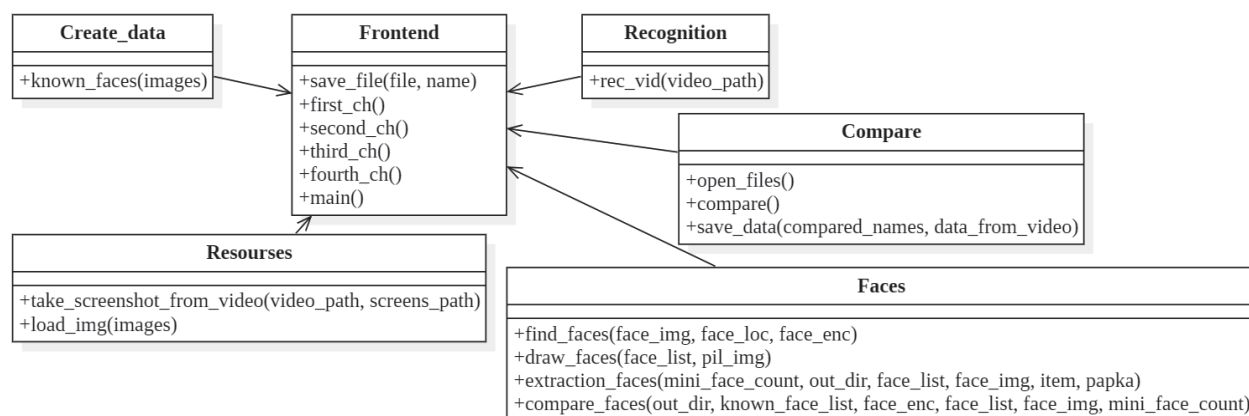 Create_data
+known_faces(images)
Frontend
+save_file(file, name)
+first_ch()
+second_ch()
+third_ch()
+fourth_ch()
+main()
Recognition
+rec_vid(video_path)
Compare
+open_files()
+compare()
+save_data(compared_names, data_from_video)
Resourses
+take_screenshot_from_video(video_path, screens_path)
+load_img(images)
Faces
+find_faces(face_img, face_loc, face_enc)
+draw_faces(face_list, pil_img)
+extraction_faces(mini_face_count, out_dir, face_list, face_img, item, papka)
+compare_faces(out_dir, known_face_list, face_enc, face_list, face_img, mini_face_count)